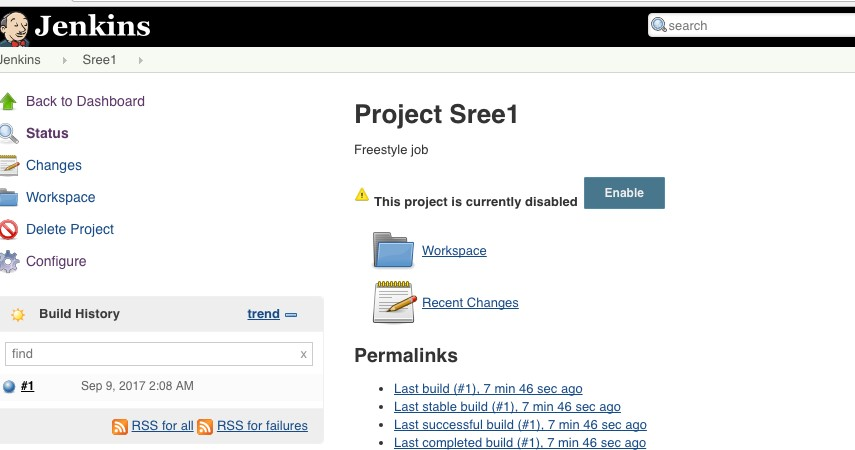 Jenkins
search
Jenkins
Sree1
Back to Dashboard
Status
Changes
Workspace
Delete Project
Configure
Build History
trend
find
x
#1
Sep 9, 2017 2:08 AM
RSS for all
RSS for failures
Project Sree1
Freestyle job
This project is currently disabled
Enable
Workspace
Recent Changes
Permalinks
Last build (#1), 7 min 46 sec ago
Last stable build (#1), 7 min 46 sec ago
Last successful build (#1), 7 min 46 sec ago
Last completed build (#1), 7 min 46 sec ago